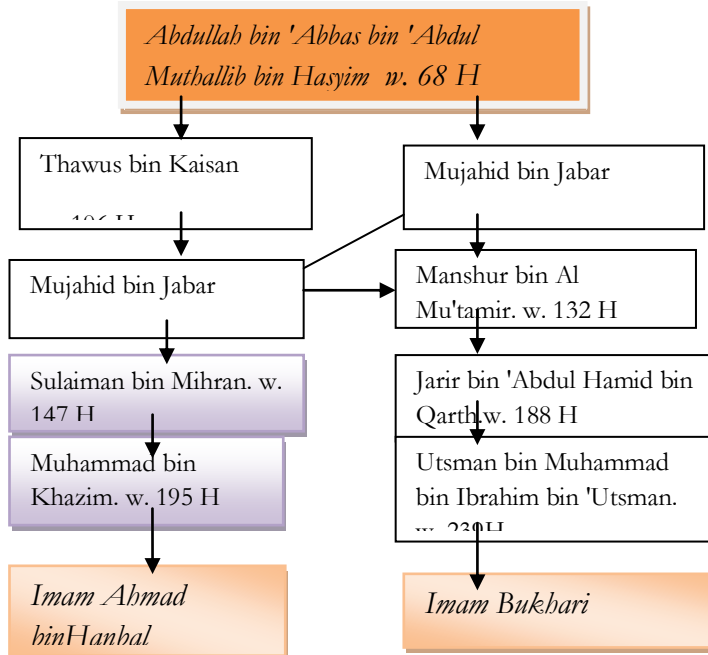 Abdullah bin 'Abbas bin 'Abdul
Muthallib bin Hasyim w. 68 H
Thawus bin Kaisan
Mujahid bin Jabar
Mujahid bin Jabar
Manshur bin Al
Mu'tamir. w. 132 H
Sulaiman bin Mihran. w.
147 H
Jarir bin 'Abdul Hamid bin
Qarth.w. 188 H
Muhammad bin
Khazim. w. 195 H
Utsman bin Muhammad
bin Ibrahim bin 'Utsman.
w. 239H
Imam Ahmad
binHanbal
Imam Bukhari